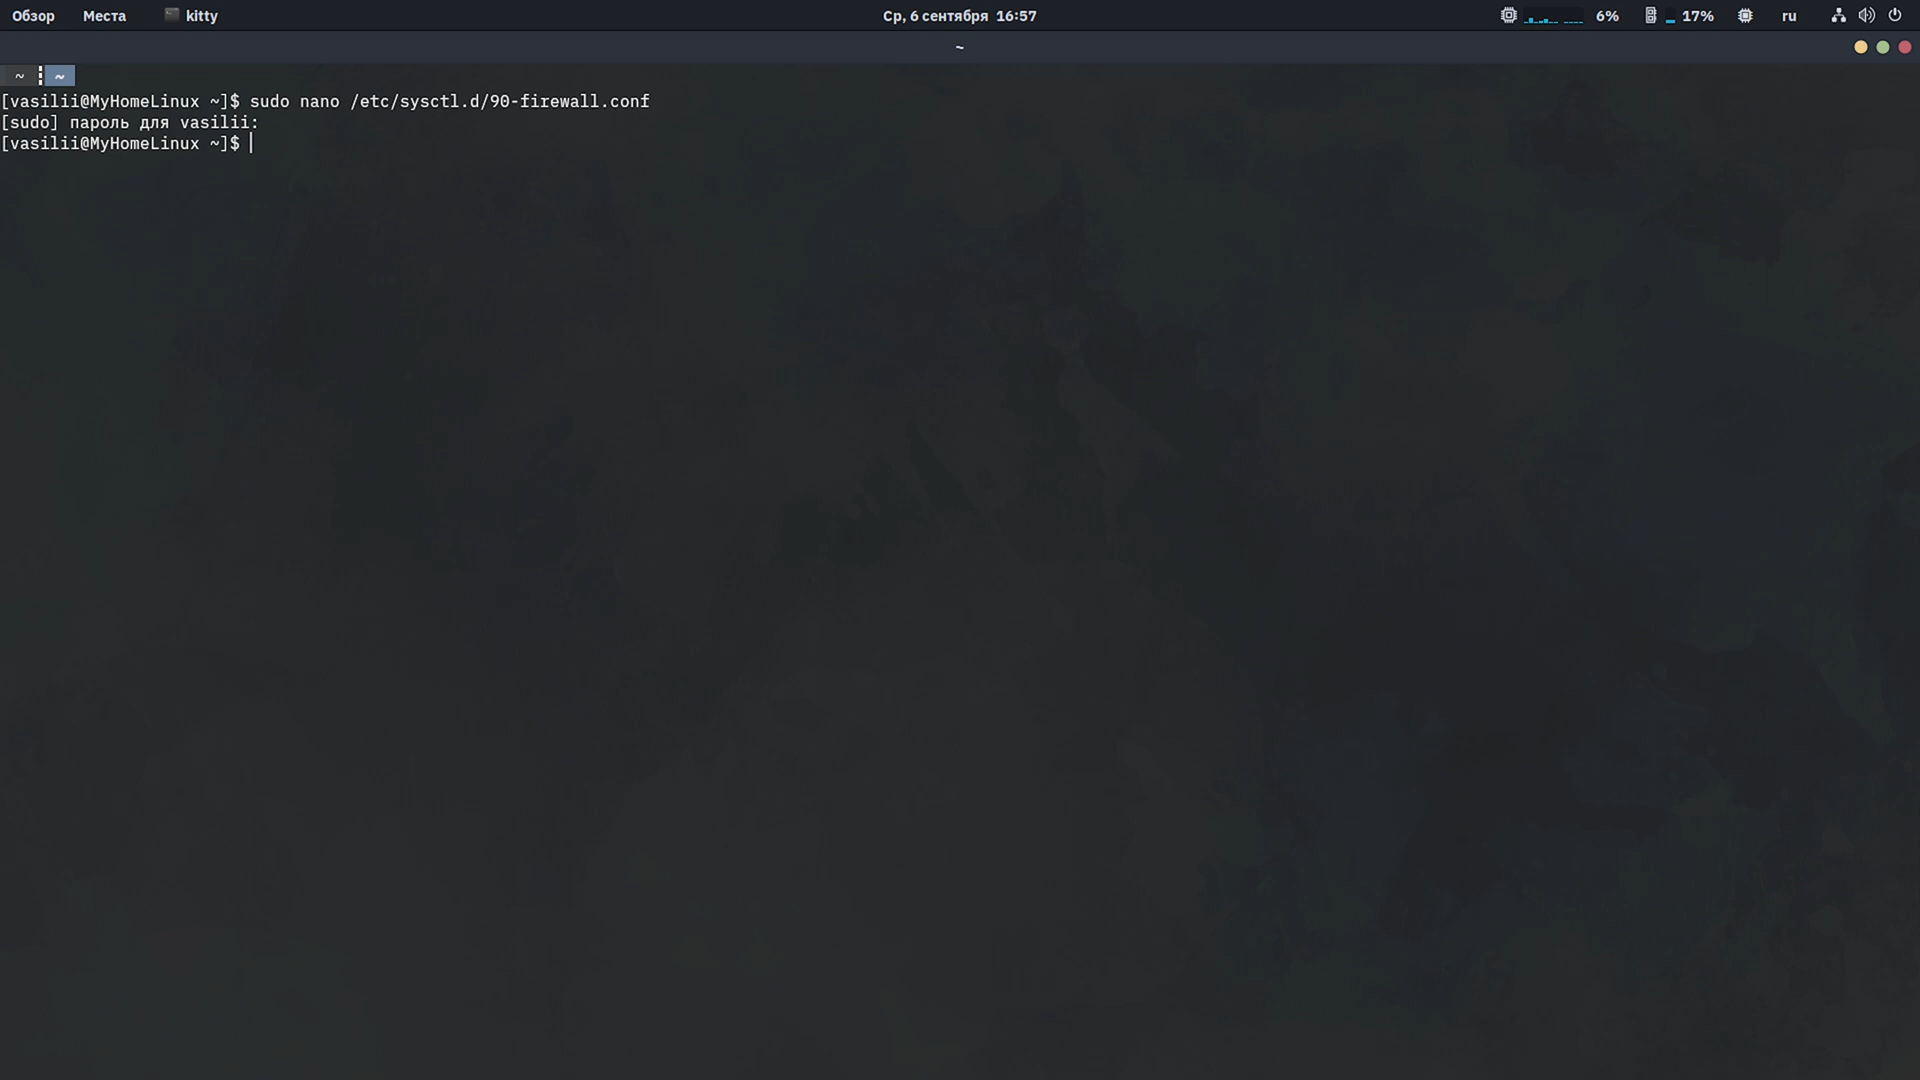 Обзор Места kitty Ср, 6 сентября 16:57 6% 17% ru
~
~ ~
[vasilii@MyHomeLinux ~]$ sudo nano /etc/sysctl.d/90-firewall.conf
[sudo] пароль для vasilii:
[vasilii@MyHomeLinux ~]$